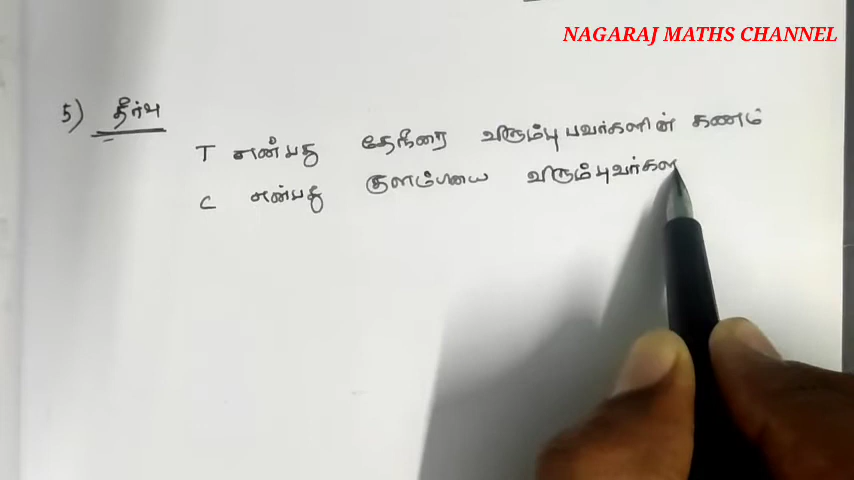 NAGARAJ MATHS CHANNEL
5) தீர்வு
T என்பது தேநீரை விரும்புபவர்களின் கணம்
C என்பது குளம்பியை விரும்புவர்கள